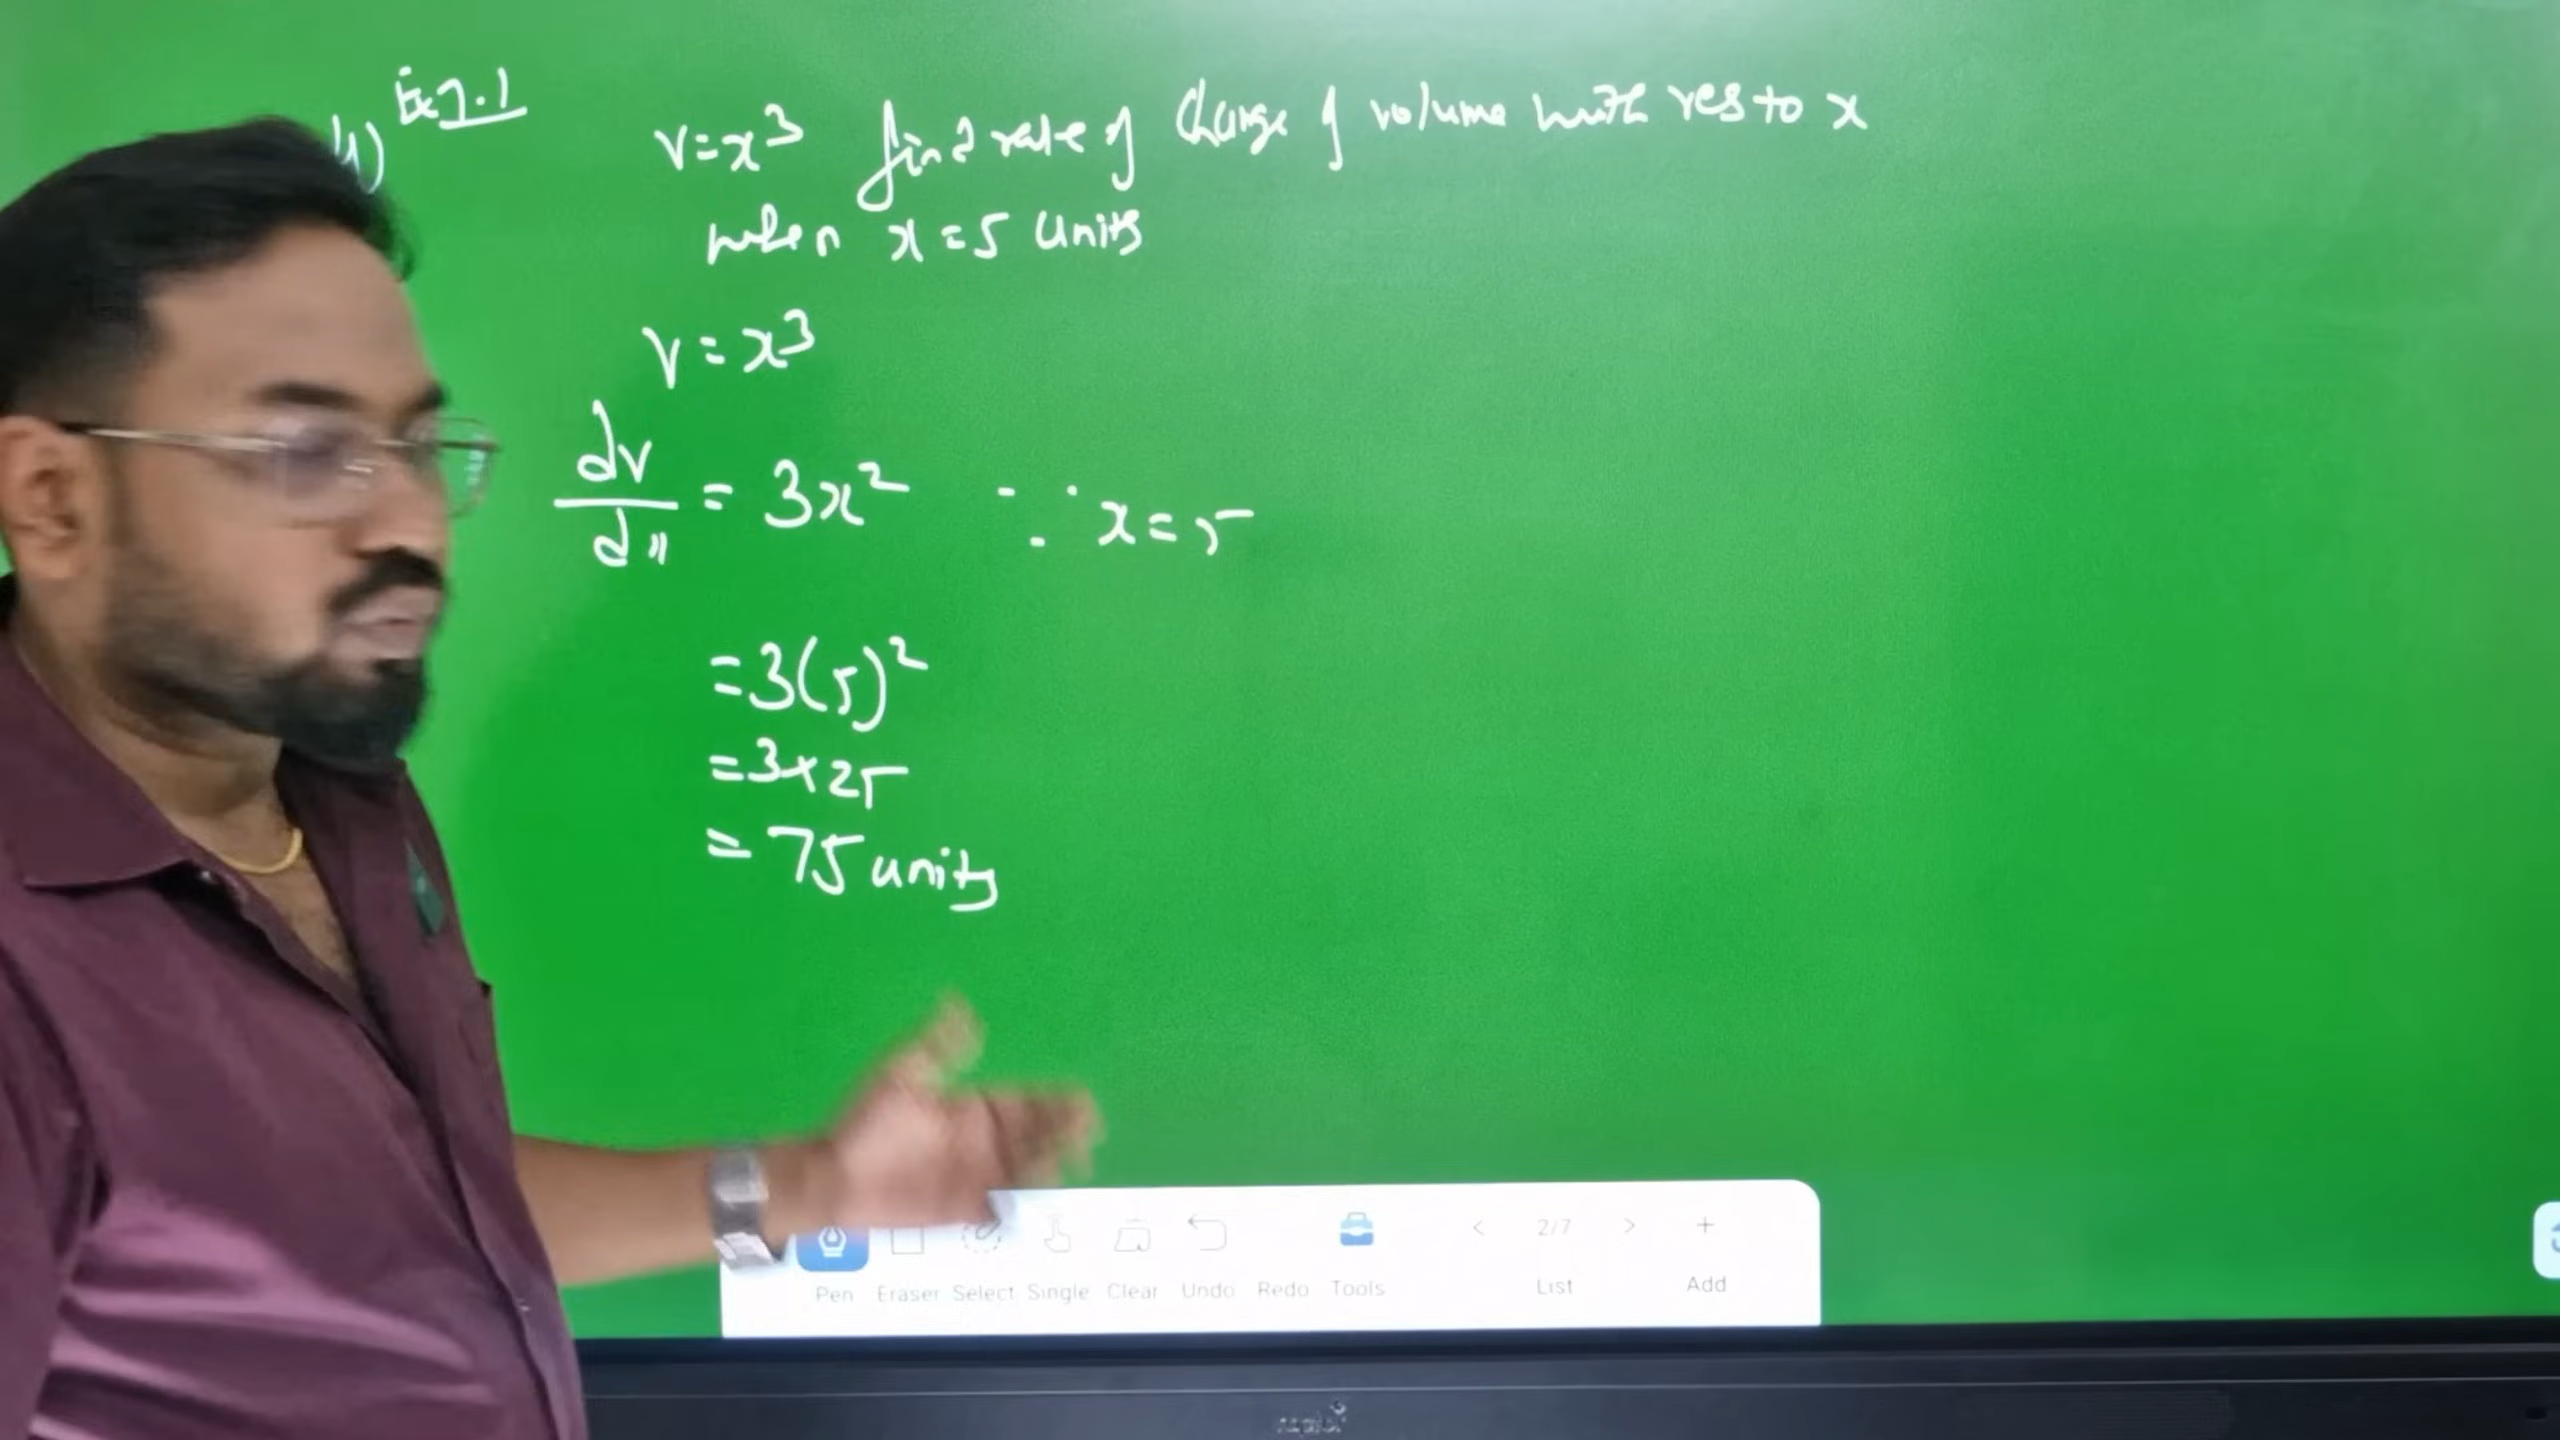 4) Ex 7.1
v=x³ find rate of change of volume with res to x
when x=5 units
v=x³
dv/dx = 3x² ∵ x=5
=3(5)²
=3×25
=75 units
Pen Eraser Select Single Clear Undo Redo Tools < 2/7 > +
List Add